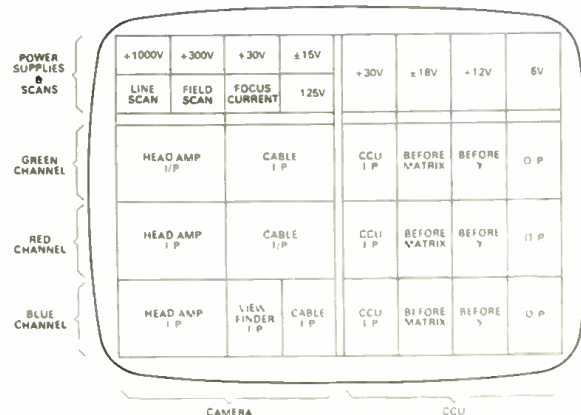 POWER
SUPPLIES
&
SCANS
+1000V
+300V
+30V
±15V
LINE
SCAN
FIELD
SCAN
FOCUS
CURRENT
125V
+30V
±18V
+12V
6V
GREEN
CHANNEL
HEAD AMP
I/P
CABLE
I P
CCU
I P
BEFORE
MATRIX
BEFORE
Y
O P
RED
CHANNEL
HEAD AMP
I P
CABLE
I/P
CCU
I P
BEFORE
MATRIX
BEFORE
Y
O P
BLUE
CHANNEL
HEAD AMP
I P
VIEW
FINDER
I P
CABLE
I P
CCU
I P
BEFORE
MATRIX
BEFORE
Y
O P
CAMERA
CCU